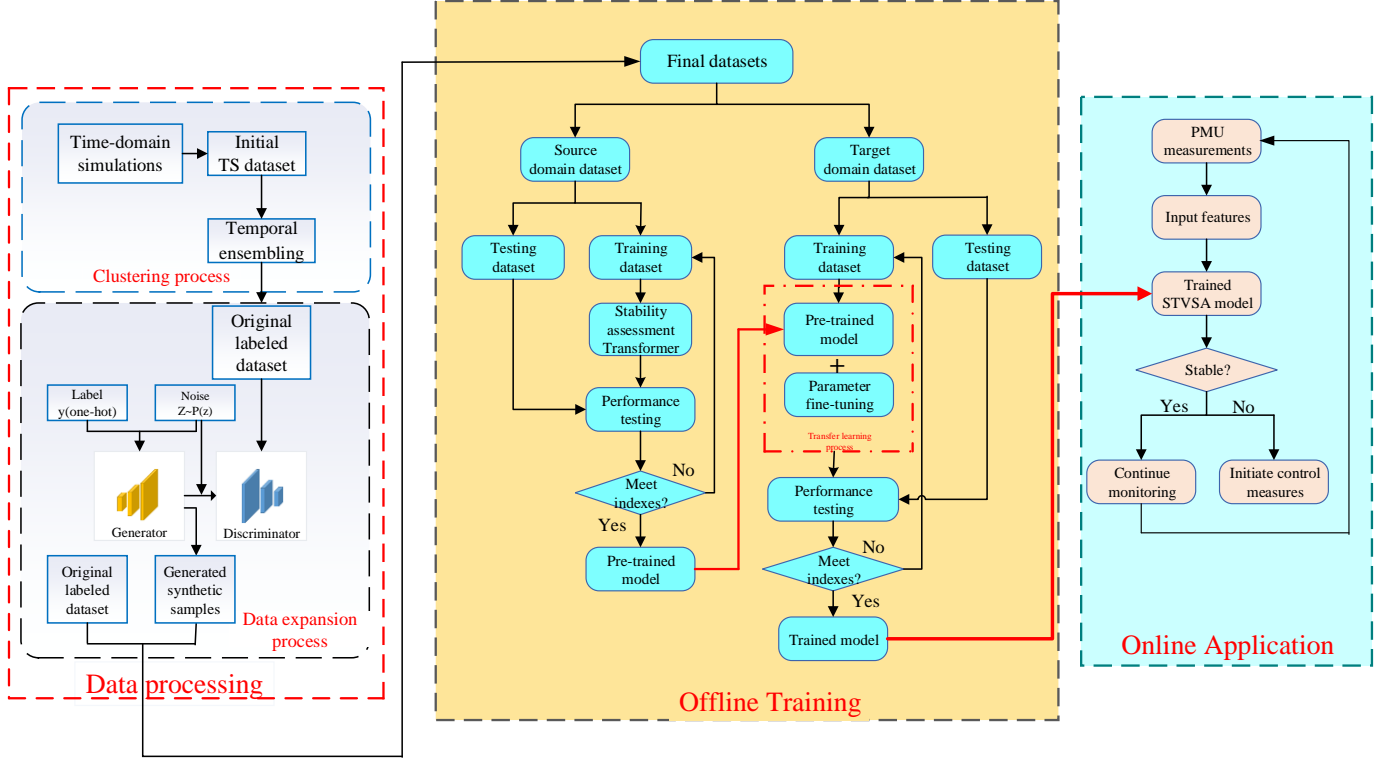 Time-domain
simulations
Initial
TS dataset
Temporal
ensembling
Clustering process
Original
labeled
dataset
Label
y(one-hot)
Noise
Z~P(z)
Generator
Discriminator
Original
labeled
dataset
Generated
synthetic
samples
Data expansion
process
Data processing
Final datasets
Source
domain dataset
Target
domain dataset
Testing
dataset
Training
dataset
Training
dataset
Testing
dataset
Stability
assessment
Transformer
Pre-trained
model
+
Parameter
fine-tuning
Transfer learning
process
Performance
testing
Meet
indexes?
No
Yes
Pre-trained
model
Performance
testing
Meet
indexes?
No
Yes
Trained model
Offline Training
PMU
measurements
Input features
Trained
STVSA model
Stable?
Yes
No
Continue
monitoring
Initiate control
measures
Online Application